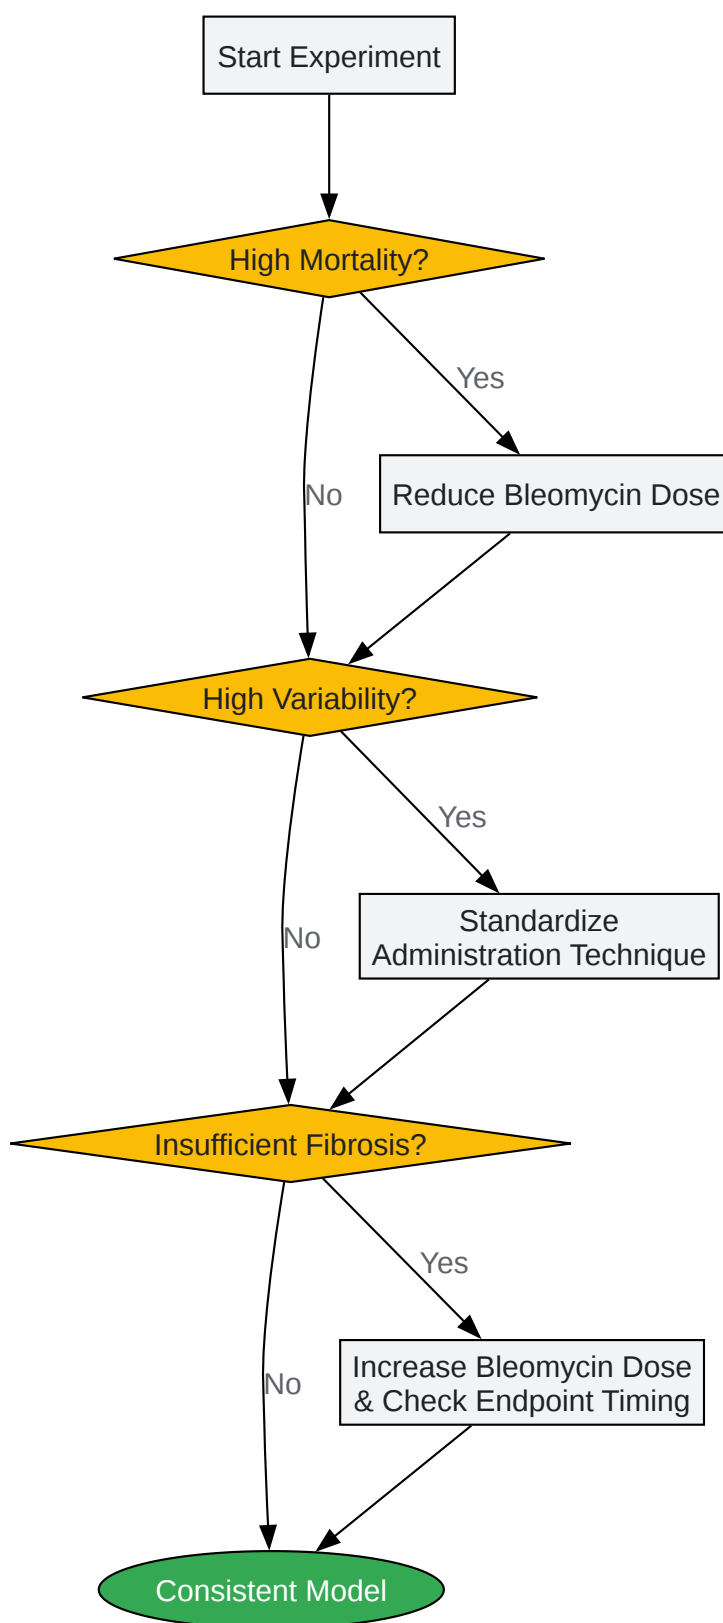 Start Experiment
High Mortality?
Yes
No
Reduce Bleomycin Dose
High Variability?
Yes
No
Standardize
Administration Technique
Insufficient Fibrosis?
Yes
No
Increase Bleomycin Dose
& Check Endpoint Timing
Consistent Model